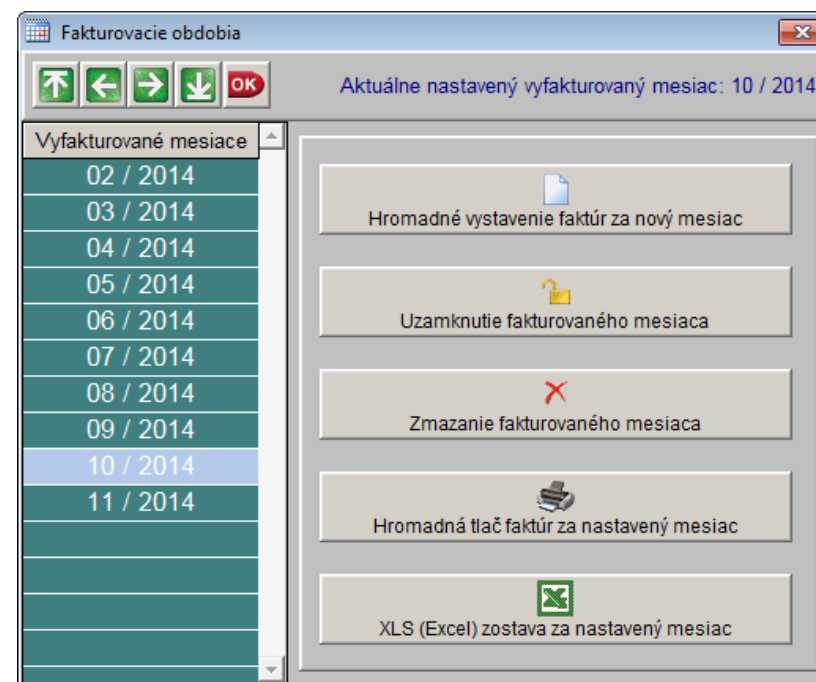 Fakturovacie obdobia
OK
Aktuálne nastavený vyfakturovaný mesiac: 10 / 2014
Vyfakturované mesiace
02 / 2014
03 / 2014
04 / 2014
05 / 2014
06 / 2014
07 / 2014
08 / 2014
09 / 2014
10 / 2014
11 / 2014
Hromadné vystavenie faktúr za nový mesiac
Uzamknutie fakturovaného mesiaca
Zmazanie fakturovaného mesiaca
Hromadná tlač faktúr za nastavený mesiac
XLS (Excel) zostava za nastavený mesiac